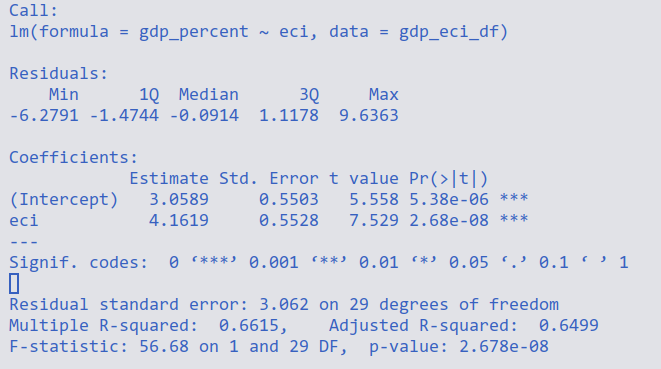 Call:
lm(formula = gdp_percent ~ eci, data = gdp_eci_df)
Residuals:
    Min      1Q  Median      3Q     Max
-6.2791 -1.4744 -0.0914  1.1178  9.6363
Coefficients:
            Estimate Std. Error t value Pr(>|t|)
(Intercept)   3.0589     0.5503   5.558 5.38e-06 ***
eci           4.1619     0.5528   7.529 2.68e-08 ***
---
Signif. codes:  0 ‘***’ 0.001 ‘**’ 0.01 ‘*’ 0.05 ‘.’ 0.1 ‘ ’ 1
Residual standard error: 3.062 on 29 degrees of freedom
Multiple R-squared:  0.6615,    Adjusted R-squared:  0.6499
F-statistic: 56.68 on 1 and 29 DF,  p-value: 2.678e-08